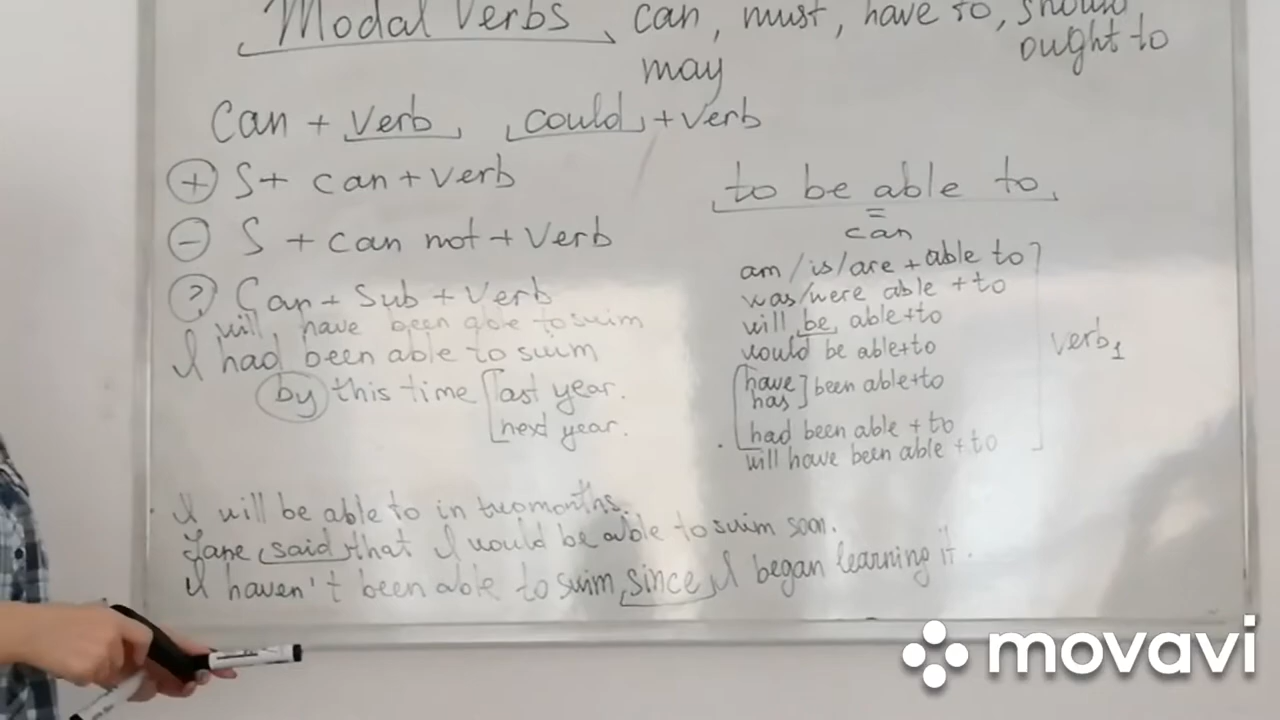 Modal Verbs, can, must, have to, should
ought to
may
Can + verb, could + verb
+ S + can + verb
- S + can not + verb
? Can + Sub + verb
will have been able to swim
I had been able to swim
by this time last year.
next year.
to be able to
=
can
am / is / are + able to
was/were able + to
will be able + to
would be able + to
have been able + to
has
had been able + to
will have been able + to
verb1
I will be able to in two months.
Jane said that I would be able to swim soon.
I haven't been able to swim, since I began learning it.
movavi